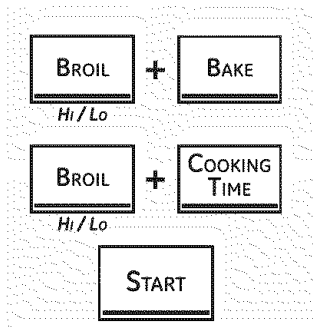 BROIL + BAKE
HI / LO
BROIL + COOKING TIME
HI / LO
START